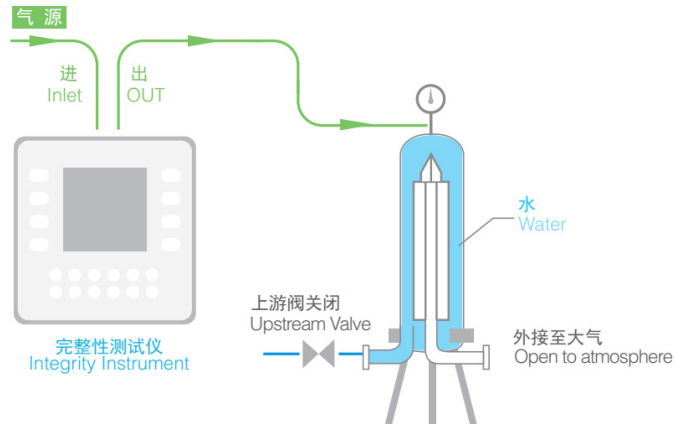 气 源
进
Inlet
出
OUT
水
Water
上游阀关闭
Upstream Valve
外接至大气
Open to atmosphere
完整性测试仪
Integrity Instrument